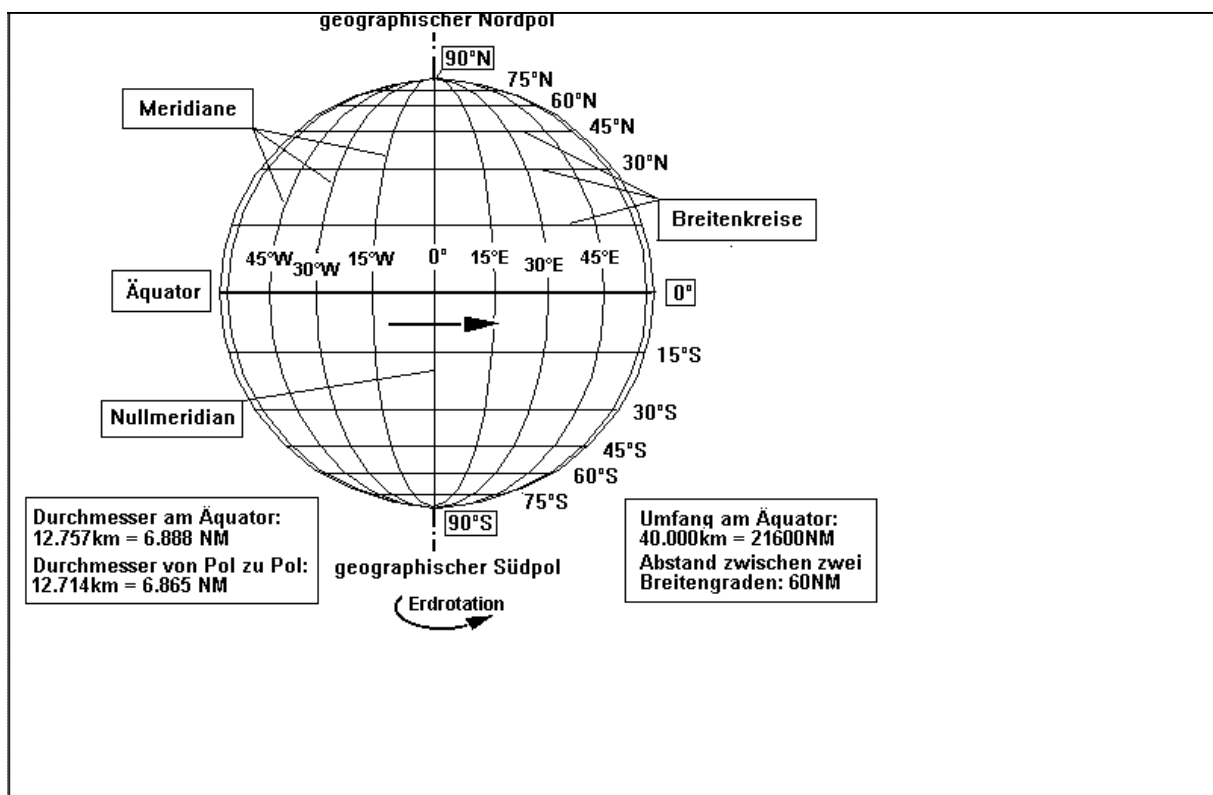 geographischer Nordpol
90°N
75°N
60°N
Meridiane
45°N
30°N
Breitenkreise
45°W
30°W
15°W
0°
15°E
30°E
45°E
Äquator
0°
15°S
Nullmeridian
30°S
45°S
60°S
75°S
90°S
Durchmesser am Äquator:
12.757km = 6.888 NM
Durchmesser von Pol zu Pol:
12.714km = 6.865 NM
geographischer Südpol
Erdrotation
Umfang am Äquator:
40.000km = 21600NM
Abstand zwischen zwei
Breitengraden: 60NM